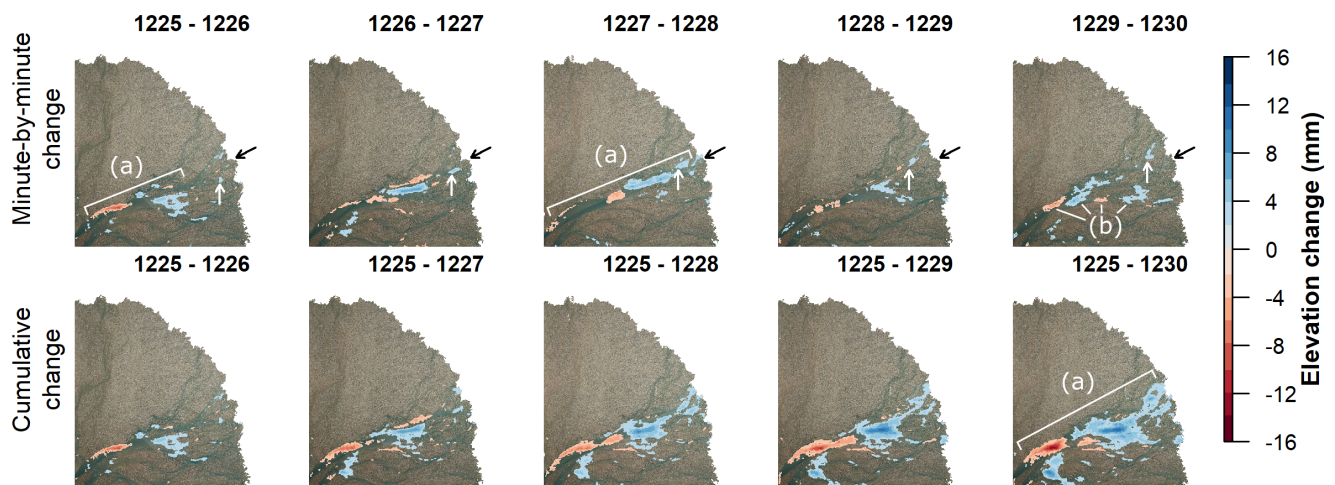 1225 - 1226
1226 - 1227
1227 - 1228
1228 - 1229
1229 - 1230
Minute-by-minute
change
(a)
(a)
(b)
1225 - 1226
1225 - 1227
1225 - 1228
1225 - 1229
1225 - 1230
Cumulative
change
(a)
16
12
8
4
0
-4
-8
-12
-16
Elevation change (mm)